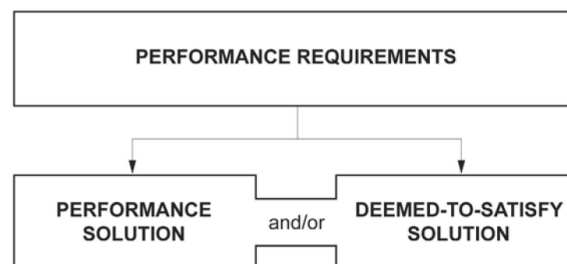 PERFORMANCE REQUIREMENTS
PERFORMANCE
SOLUTION
and/or
DEEMED-TO-SATISFY
SOLUTION